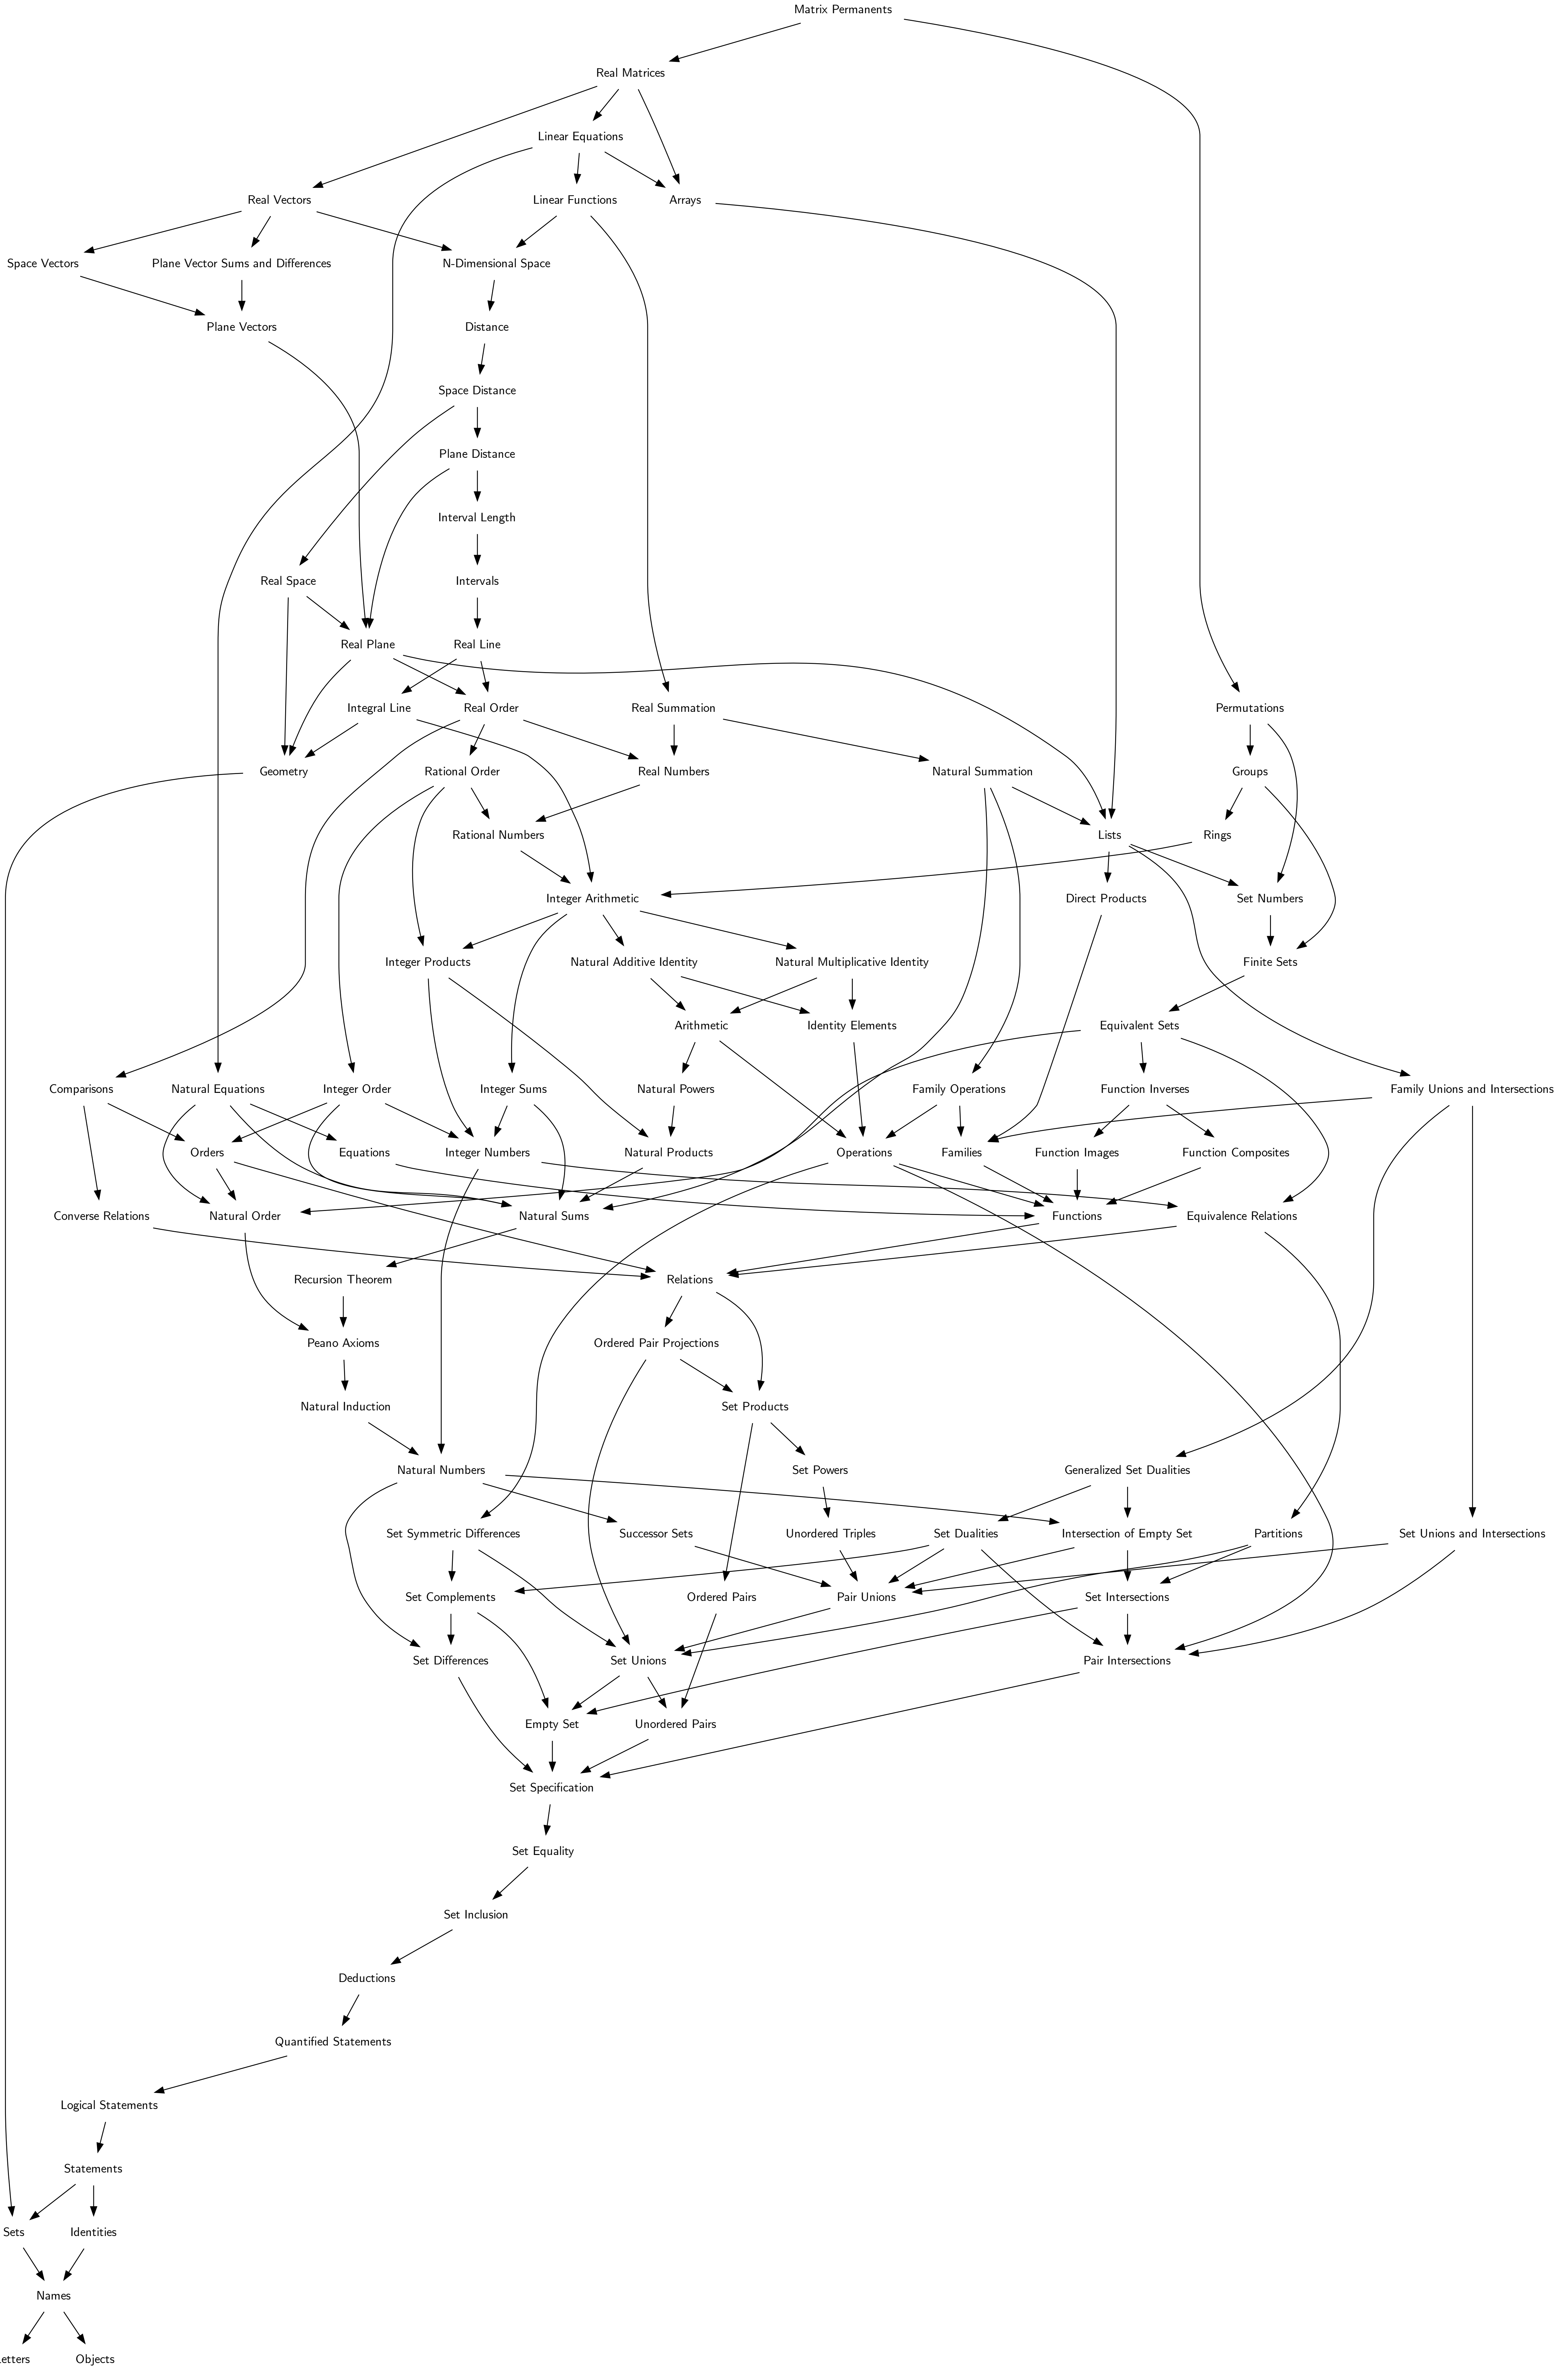 Matrix Permanents
Real Matrices
Linear Equations
Real Vectors
Linear Functions
Arrays
Space Vectors
Plane Vector Sums and Differences
N-Dimensional Space
Plane Vectors
Distance
Space Distance
Plane Distance
Interval Length
Real Space
Intervals
Real Plane
Real Line
Integral Line
Real Order
Real Summation
Permutations
Geometry
Rational Order
Real Numbers
Natural Summation
Groups
Rational Numbers
Lists
Rings
Integer Arithmetic
Direct Products
Set Numbers
Integer Products
Natural Additive Identity
Natural Multiplicative Identity
Finite Sets
Arithmetic
Identity Elements
Equivalent Sets
Comparisons
Natural Equations
Integer Order
Integer Sums
Natural Powers
Family Operations
Function Inverses
Family Unions and Intersections
Orders
Equations
Integer Numbers
Natural Products
Operations
Families
Function Images
Function Composites
Converse Relations
Natural Order
Natural Sums
Functions
Equivalence Relations
Recursion Theorem
Relations
Peano Axioms
Ordered Pair Projections
Natural Induction
Set Products
Natural Numbers
Set Powers
Generalized Set Dualities
Set Symmetric Differences
Successor Sets
Unordered Triples
Set Dualities
Intersection of Empty Set
Partitions
Set Unions and Intersections
Set Complements
Ordered Pairs
Pair Unions
Set Intersections
Set Differences
Set Unions
Pair Intersections
Empty Set
Unordered Pairs
Set Specification
Set Equality
Set Inclusion
Deductions
Quantified Statements
Logical Statements
Statements
Sets
Identities
Names
etters
Objects